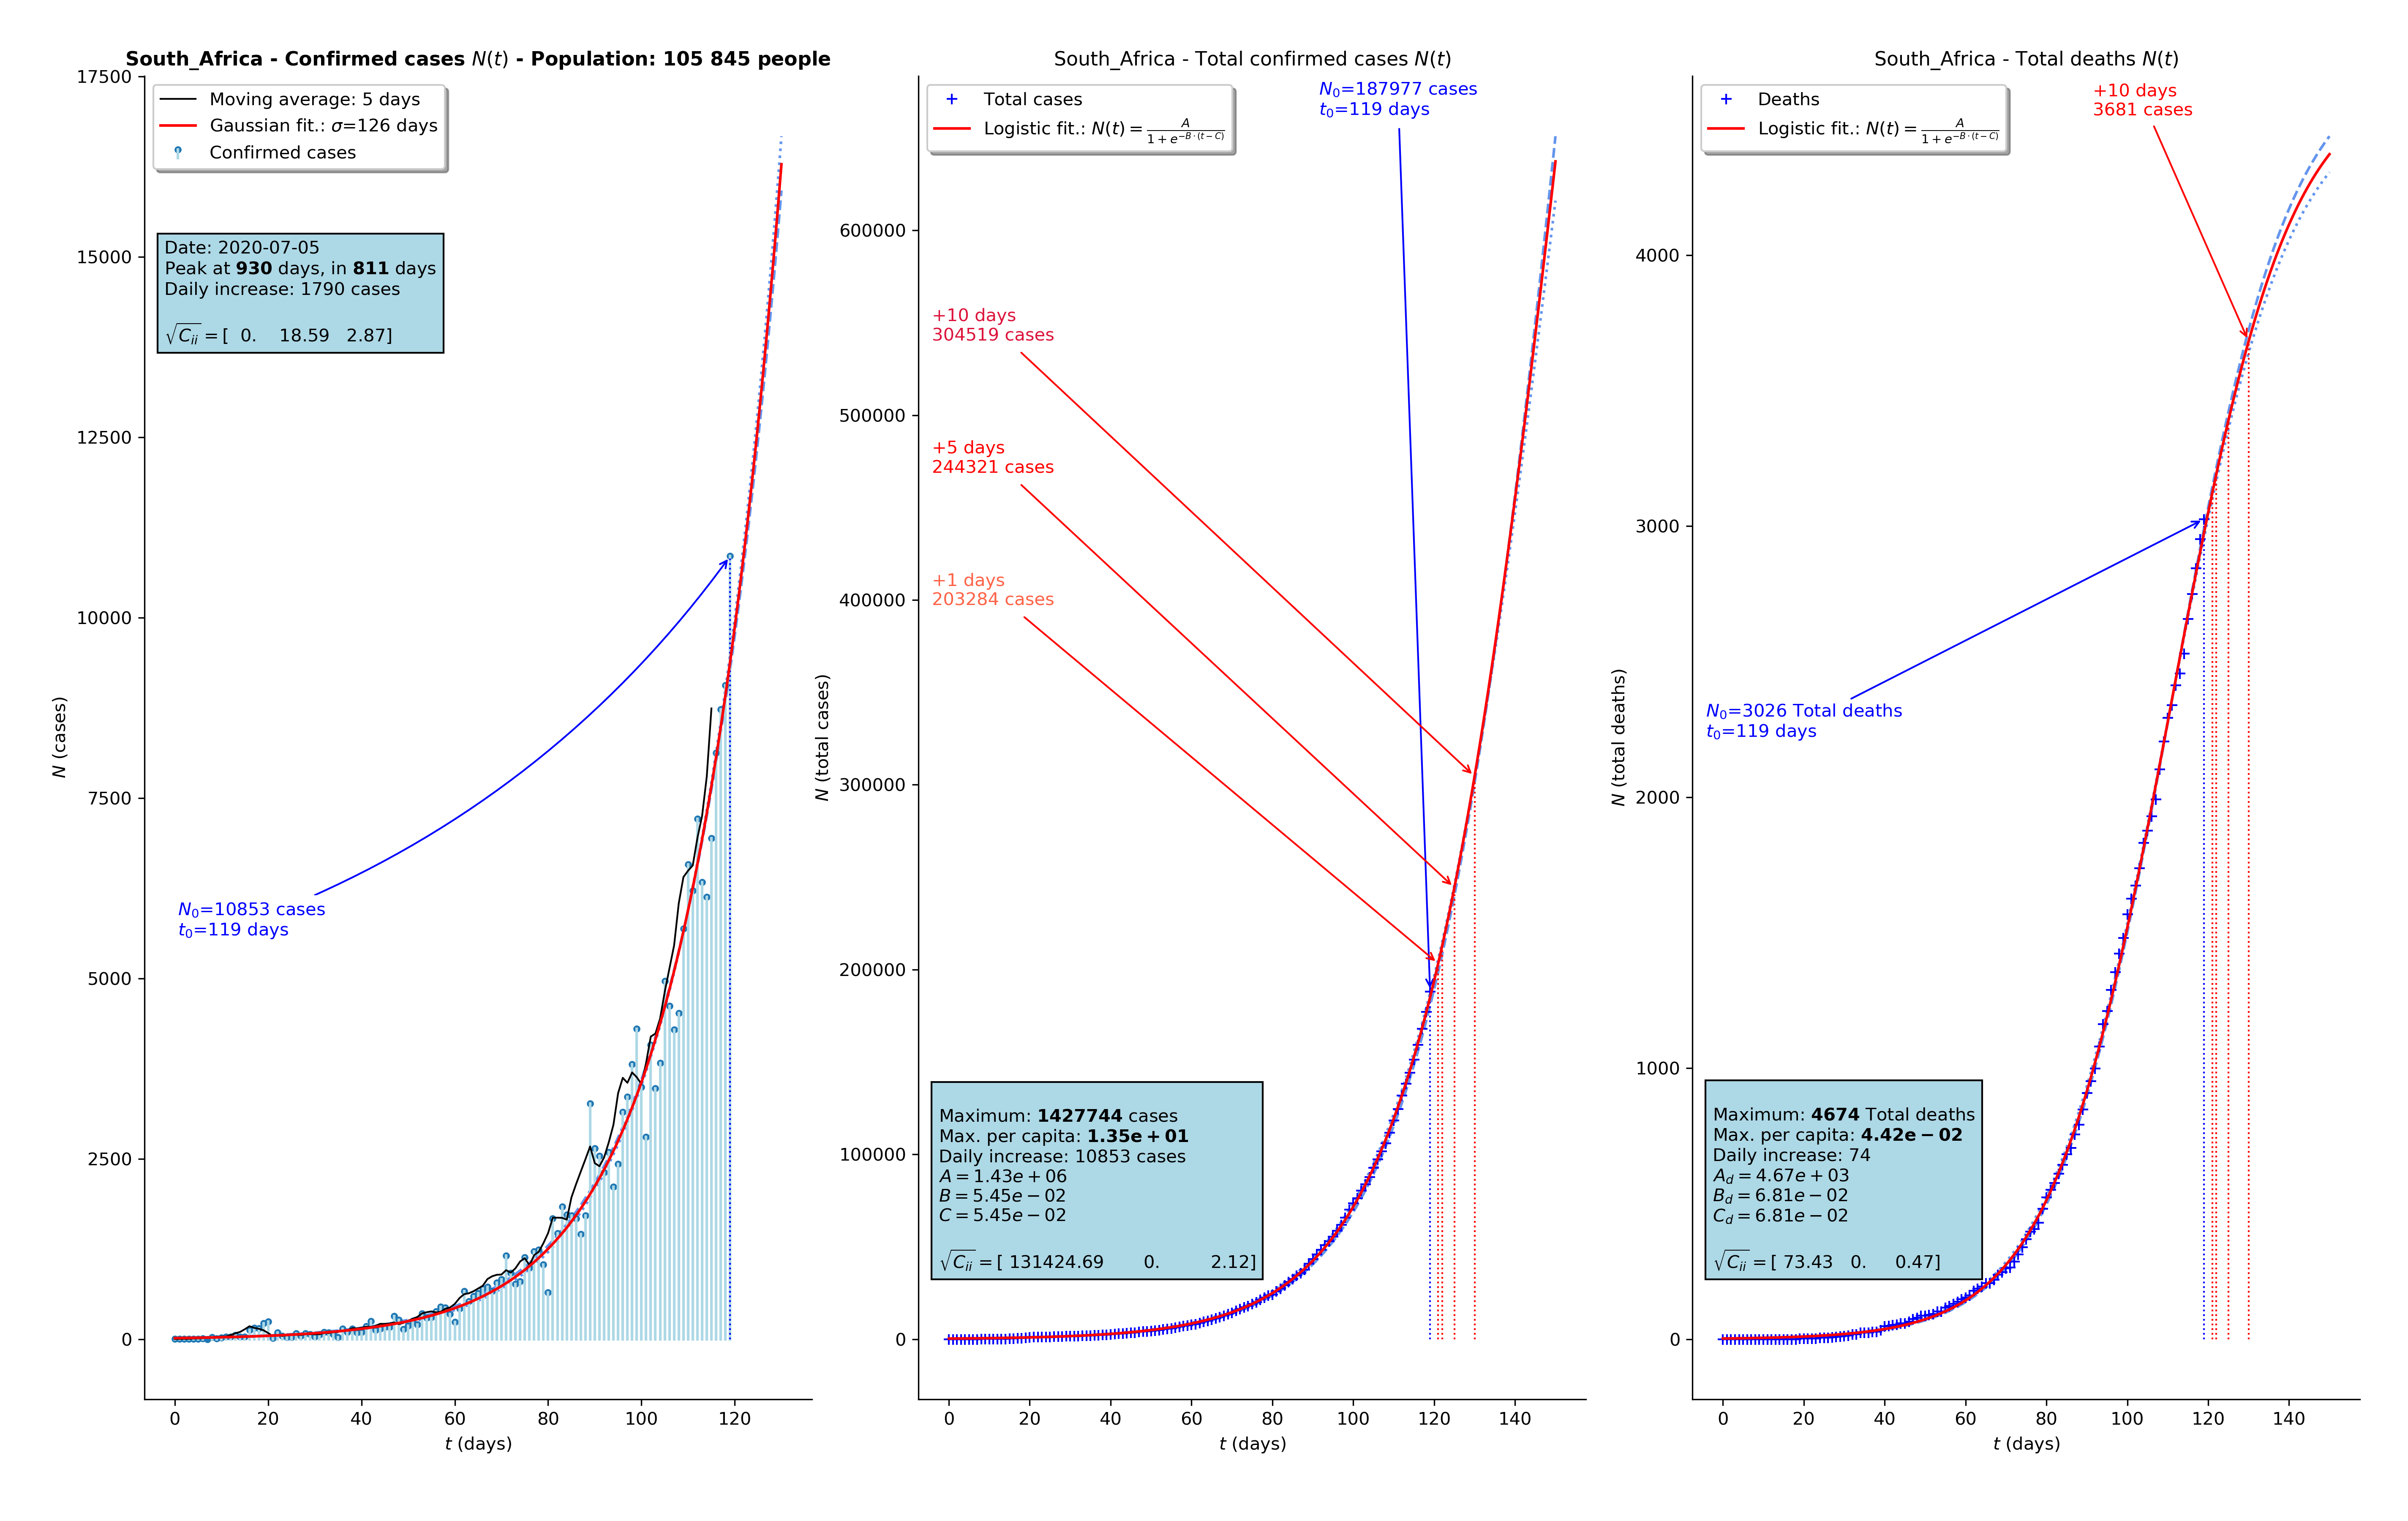 South_Africa - Confirmed cases N(t) - Population: 105 845 people
17500
15000
12500
10000
7500
5000
2500
0
N (cases)
Moving average: 5 days
Gaussian fit.: σ=126 days
Confirmed cases
Date: 2020-07-05
Peak at 930 days, in 811 days
Daily increase: 1790 cases
√C_ii = [ 0. 18.59 2.87]
N₀=10853 cases
t₀=119 days
0 20 40 60 80 100 120
t (days)
South_Africa - Total confirmed cases N(t)
600000
500000
400000
300000
200000
100000
0
N (total cases)
Total cases
Logistic fit.: N(t) = A / (1 + e^(−B·(t−C)))
N₀=187977 cases
t₀=119 days
+10 days
304519 cases
+5 days
244321 cases
+1 days
203284 cases
Maximum: 1427744 cases
Max. per capita: 1.35e + 01
Daily increase: 10853 cases
A = 1.43e + 06
B = 5.45e − 02
C = 5.45e − 02
√C_ii = [ 131424.69 0. 2.12]
0 20 40 60 80 100 120 140
t (days)
South_Africa - Total deaths N(t)
4000
3000
2000
1000
0
N (total deaths)
Deaths
Logistic fit.: N(t) = A / (1 + e^(−B·(t−C)))
+10 days
3681 cases
N₀=3026 Total deaths
t₀=119 days
Maximum: 4674 Total deaths
Max. per capita: 4.42e − 02
Daily increase: 74
A_d = 4.67e + 03
B_d = 6.81e − 02
C_d = 6.81e − 02
√C_ii = [ 73.43 0. 0.47]
0 20 40 60 80 100 120 140
t (days)